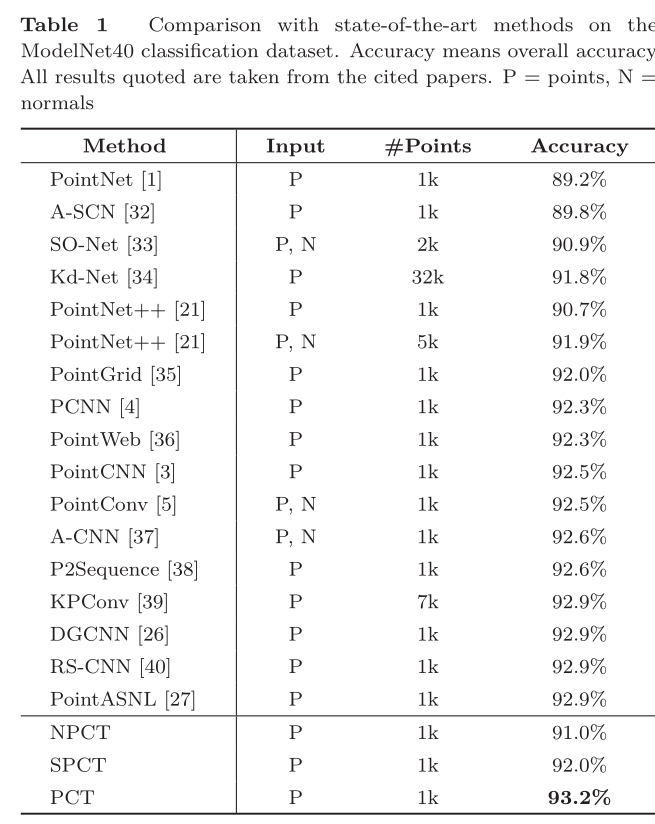 Table 1 Comparison with state-of-the-art methods on the
ModelNet40 classification dataset. Accuracy means overall accuracy
All results quoted are taken from the cited papers. P = points, N =
normals
Method Input #Points Accuracy
PointNet [1] P 1k 89.2%
A-SCN [32] P 1k 89.8%
SO-Net [33] P, N 2k 90.9%
Kd-Net [34] P 32k 91.8%
PointNet++ [21] P 1k 90.7%
PointNet++ [21] P, N 5k 91.9%
PointGrid [35] P 1k 92.0%
PCNN [4] P 1k 92.3%
PointWeb [36] P 1k 92.3%
PointCNN [3] P 1k 92.5%
PointConv [5] P, N 1k 92.5%
A-CNN [37] P, N 1k 92.6%
P2Sequence [38] P 1k 92.6%
KPConv [39] P 7k 92.9%
DGCNN [26] P 1k 92.9%
RS-CNN [40] P 1k 92.9%
PointASNL [27] P 1k 92.9%
NPCT P 1k 91.0%
SPCT P 1k 92.0%
PCT P 1k 93.2%